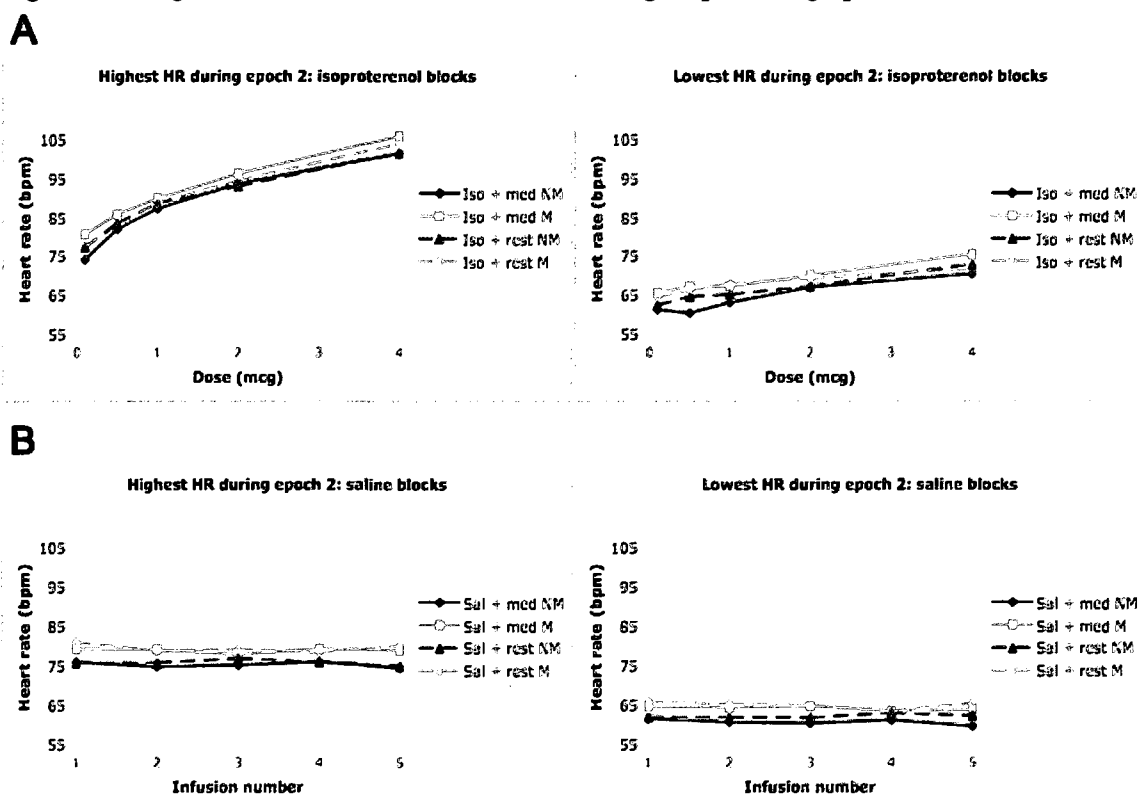 A
Highest HR during epoch 2: isoproterenol blocks
Heart rate (bpm)
105
95
85
75
65
55
0
1
2
3
4
Dose (mcg)
Iso + med NM
Iso + med M
Iso + rest NM
Iso + rest M
Lowest HR during epoch 2: isoproterenol blocks
Heart rate (bpm)
105
95
85
75
65
55
0
1
2
3
4
Dose (mcg)
Iso + med NM
Iso + med M
Iso + rest NM
Iso + rest M
B
Highest HR during epoch 2: saline blocks
Heart rate (bpm)
105
95
85
75
65
55
1
2
3
4
5
Infusion number
Sal + med NM
Sal + med M
Sal + rest NM
Sal + rest M
Lowest HR during epoch 2: saline blocks
Heart rate (bpm)
105
95
85
75
65
55
1
2
3
4
5
Infusion number
Sal + med NM
Sal + med M
Sal + rest NM
Sal + rest M